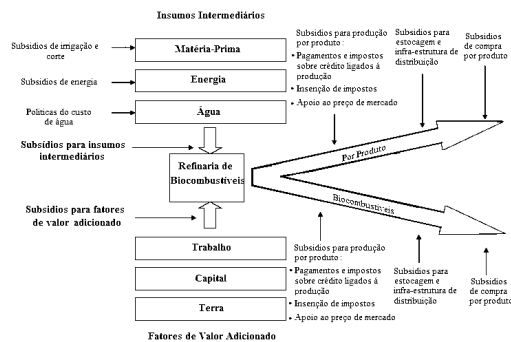 Insumos Intermediários
Subsidios de irrigação e
corte
Matéria-Prima
Subsídios de energia
Energia
Políticas do custo
de água
Água
Subsídios para insumos
intermediários
Refinaria de
Biocombustíveis
Subsídios para fatores
de valor adicionado
Trabalho
Capital
Terra
Fatores de Valor Adicionado
Subsídios para produção
por produto :
• Pagamentos e impostos
sobre crédito ligados à
produção
• Insenção de impostos
• Apoio ao preço de mercado
Subsídios para
estocagem e
infra-estrutura de
distribuição
Subsídios
de compra
por produto
Por Produto
Biocombustíveis
Subsídios para produção
por produto :
• Pagamentos e impostos
sobre crédito ligados à
produção
• Insenção de impostos
• Apoio ao preço de mercado
Subsídios para
estocagem e
infra-estrutura de
distribuição
Subsídios
de compra
por produto